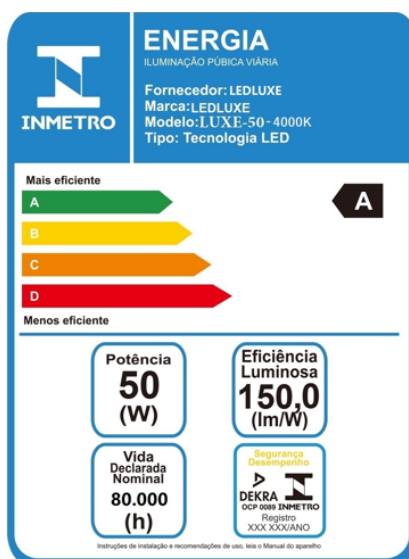 ENERGIA
ILUMINAÇÃO PÚBICA VIÁRIA
INMETRO
Fornecedor: LEDLUXE
Marca: LEDLUXE
Modelo: LUXE-50-4000K
Tipo: Tecnologia LED
Mais eficiente
A
A
B
C
D
Menos eficiente
Potência
50
(W)
Eficiência
Luminosa
150,0
(lm/W)
Vida
Declarada
Nominal
80.000
(h)
Segurança
Desempenho
DEKRA
OCP 0089 INMETRO
Registro
XXX XXX/ANO
Instruções de instalação e recomendações de uso, leia o Manual do aparelho